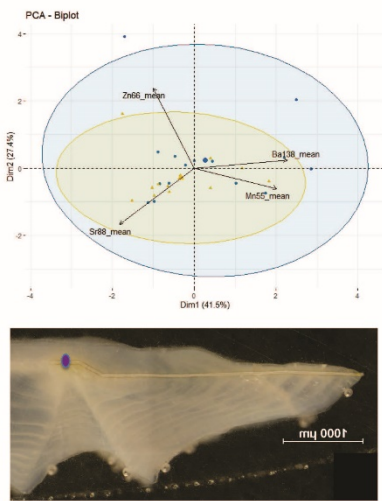 PCA - Biplot
4
Zn66_mean
2
Dim2 (27.4%)
Ba138_mean
0
Mn55_mean
Sr88_mean
-2
-4 -2 0 2 4
Dim1 (41.5%)
1000 µm